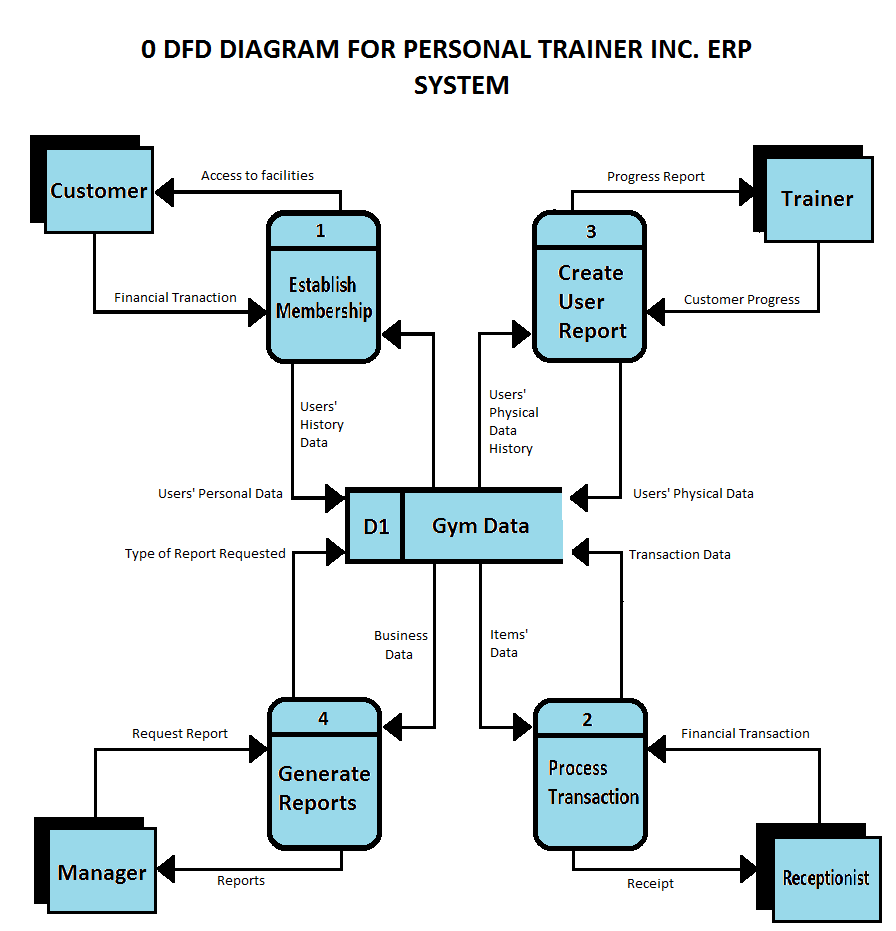 0 DFD DIAGRAM FOR PERSONAL TRAINER INC. ERP
SYSTEM
Customer
Access to facilities
Financial Tranaction
1
Establish
Membership
Progress Report
Trainer
3
Create
User
Report
Customer Progress
Users'
History
Data
Users'
Physical
Data
History
Users' Personal Data
Users' Physical Data
D1
Gym Data
Type of Report Requested
Transaction Data
Business
Data
Items'
Data
4
Generate
Reports
2
Process
Transaction
Request Report
Financial Transaction
Manager
Reports
Receipt
Receptionist